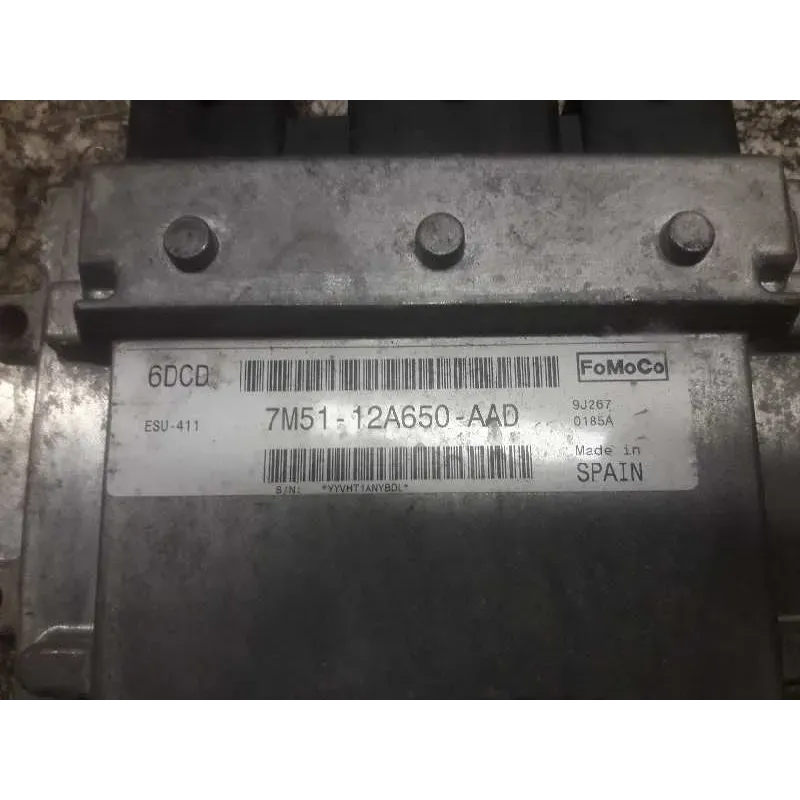 6DCD
FoMoCo
ESU-411
7M51-12A650-AAD
9J267
0185A
Made in
SPAIN
S/N: *YYVHT1ANYBDL*